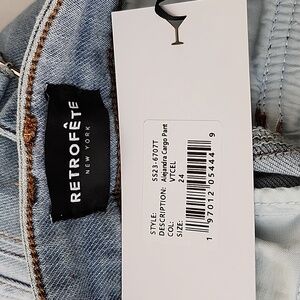 RETROFÊTE
NEW YORK
STYLE: SS23-6707T
DESCRIPTION: Alejandra Cargo Pant
COL: VTCEL
SIZE: 24
1 97012 05444 9